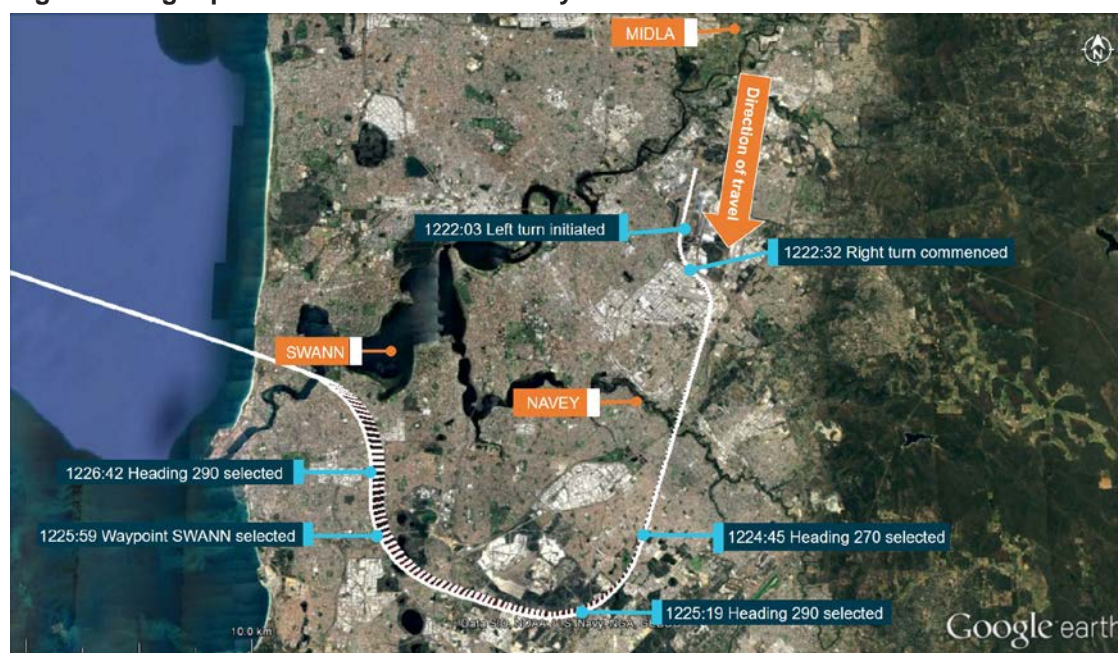 MIDLA
N
Direction of travel
1222:03 Left turn initiated
1222:32 Right turn commenced
SWANN
NAVEY
1226:42 Heading 290 selected
1225:59 Waypoint SWANN selected
1224:45 Heading 270 selected
1225:19 Heading 290 selected
10.0 km
Google earth